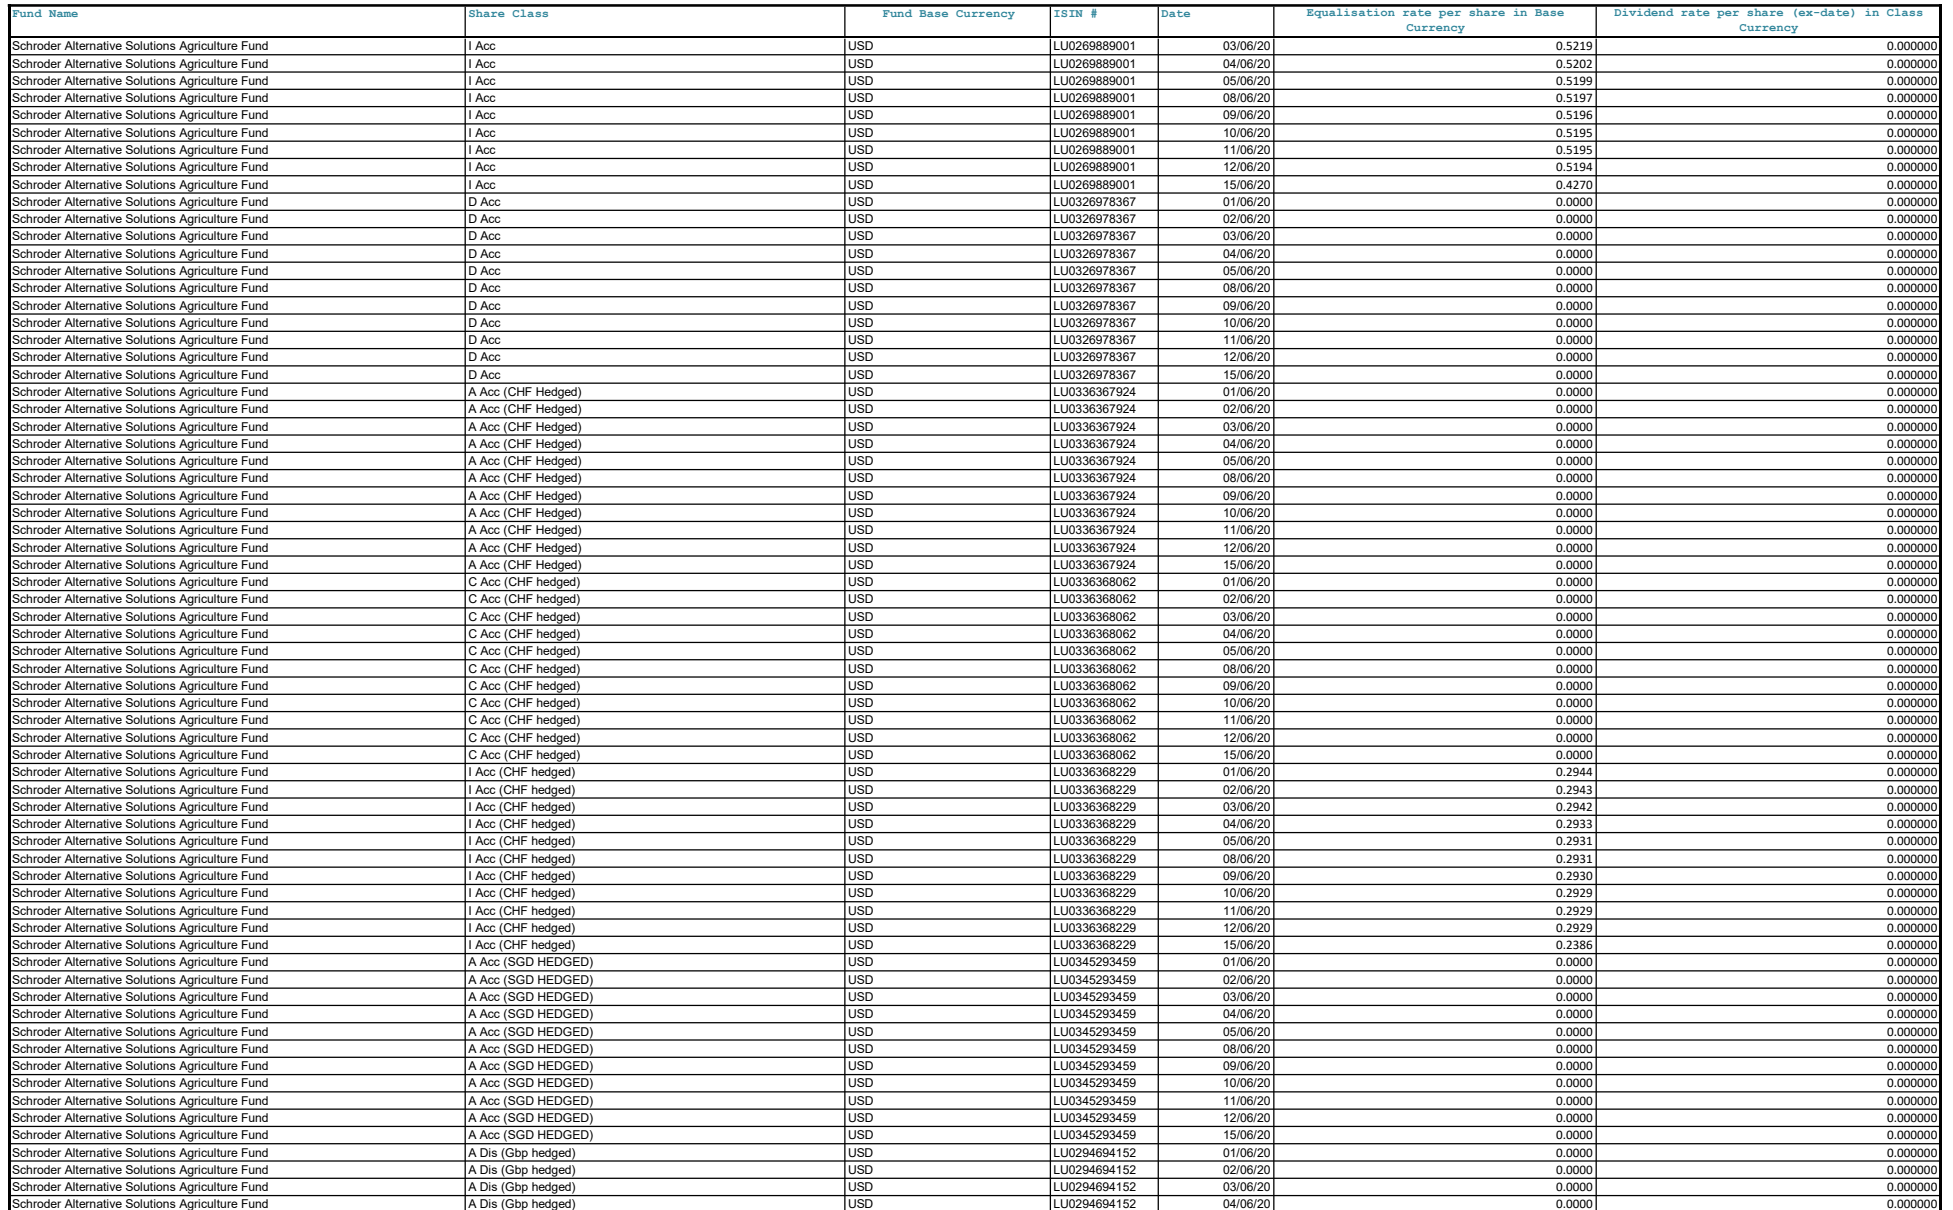 Fund Name Share Class Fund Base Currency ISIN # Date Equalisation rate per share in Base Currency Dividend rate per share (ex-date) in Class Currency
Schroder Alternative Solutions Agriculture Fund I Acc USD LU0269889001 03/06/20 0.5219 0.000000
Schroder Alternative Solutions Agriculture Fund I Acc USD LU0269889001 04/06/20 0.5202 0.000000
Schroder Alternative Solutions Agriculture Fund I Acc USD LU0269889001 05/06/20 0.5199 0.000000
Schroder Alternative Solutions Agriculture Fund I Acc USD LU0269889001 08/06/20 0.5197 0.000000
Schroder Alternative Solutions Agriculture Fund I Acc USD LU0269889001 09/06/20 0.5196 0.000000
Schroder Alternative Solutions Agriculture Fund I Acc USD LU0269889001 10/06/20 0.5195 0.000000
Schroder Alternative Solutions Agriculture Fund I Acc USD LU0269889001 11/06/20 0.5195 0.000000
Schroder Alternative Solutions Agriculture Fund I Acc USD LU0269889001 12/06/20 0.5194 0.000000
Schroder Alternative Solutions Agriculture Fund I Acc USD LU0269889001 15/06/20 0.4270 0.000000
Schroder Alternative Solutions Agriculture Fund D Acc USD LU0326978367 01/06/20 0.0000 0.000000
Schroder Alternative Solutions Agriculture Fund D Acc USD LU0326978367 02/06/20 0.0000 0.000000
Schroder Alternative Solutions Agriculture Fund D Acc USD LU0326978367 03/06/20 0.0000 0.000000
Schroder Alternative Solutions Agriculture Fund D Acc USD LU0326978367 04/06/20 0.0000 0.000000
Schroder Alternative Solutions Agriculture Fund D Acc USD LU0326978367 05/06/20 0.0000 0.000000
Schroder Alternative Solutions Agriculture Fund D Acc USD LU0326978367 08/06/20 0.0000 0.000000
Schroder Alternative Solutions Agriculture Fund D Acc USD LU0326978367 09/06/20 0.0000 0.000000
Schroder Alternative Solutions Agriculture Fund D Acc USD LU0326978367 10/06/20 0.0000 0.000000
Schroder Alternative Solutions Agriculture Fund D Acc USD LU0326978367 11/06/20 0.0000 0.000000
Schroder Alternative Solutions Agriculture Fund D Acc USD LU0326978367 12/06/20 0.0000 0.000000
Schroder Alternative Solutions Agriculture Fund D Acc USD LU0326978367 15/06/20 0.0000 0.000000
Schroder Alternative Solutions Agriculture Fund A Acc (CHF Hedged) USD LU0336367924 01/06/20 0.0000 0.000000
Schroder Alternative Solutions Agriculture Fund A Acc (CHF Hedged) USD LU0336367924 02/06/20 0.0000 0.000000
Schroder Alternative Solutions Agriculture Fund A Acc (CHF Hedged) USD LU0336367924 03/06/20 0.0000 0.000000
Schroder Alternative Solutions Agriculture Fund A Acc (CHF Hedged) USD LU0336367924 04/06/20 0.0000 0.000000
Schroder Alternative Solutions Agriculture Fund A Acc (CHF Hedged) USD LU0336367924 05/06/20 0.0000 0.000000
Schroder Alternative Solutions Agriculture Fund A Acc (CHF Hedged) USD LU0336367924 08/06/20 0.0000 0.000000
Schroder Alternative Solutions Agriculture Fund A Acc (CHF Hedged) USD LU0336367924 09/06/20 0.0000 0.000000
Schroder Alternative Solutions Agriculture Fund A Acc (CHF Hedged) USD LU0336367924 10/06/20 0.0000 0.000000
Schroder Alternative Solutions Agriculture Fund A Acc (CHF Hedged) USD LU0336367924 11/06/20 0.0000 0.000000
Schroder Alternative Solutions Agriculture Fund A Acc (CHF Hedged) USD LU0336367924 12/06/20 0.0000 0.000000
Schroder Alternative Solutions Agriculture Fund A Acc (CHF Hedged) USD LU0336367924 15/06/20 0.0000 0.000000
Schroder Alternative Solutions Agriculture Fund C Acc (CHF hedged) USD LU0336368062 01/06/20 0.0000 0.000000
Schroder Alternative Solutions Agriculture Fund C Acc (CHF hedged) USD LU0336368062 02/06/20 0.0000 0.000000
Schroder Alternative Solutions Agriculture Fund C Acc (CHF hedged) USD LU0336368062 03/06/20 0.0000 0.000000
Schroder Alternative Solutions Agriculture Fund C Acc (CHF hedged) USD LU0336368062 04/06/20 0.0000 0.000000
Schroder Alternative Solutions Agriculture Fund C Acc (CHF hedged) USD LU0336368062 05/06/20 0.0000 0.000000
Schroder Alternative Solutions Agriculture Fund C Acc (CHF hedged) USD LU0336368062 08/06/20 0.0000 0.000000
Schroder Alternative Solutions Agriculture Fund C Acc (CHF hedged) USD LU0336368062 09/06/20 0.0000 0.000000
Schroder Alternative Solutions Agriculture Fund C Acc (CHF hedged) USD LU0336368062 10/06/20 0.0000 0.000000
Schroder Alternative Solutions Agriculture Fund C Acc (CHF hedged) USD LU0336368062 11/06/20 0.0000 0.000000
Schroder Alternative Solutions Agriculture Fund C Acc (CHF hedged) USD LU0336368062 12/06/20 0.0000 0.000000
Schroder Alternative Solutions Agriculture Fund C Acc (CHF hedged) USD LU0336368062 15/06/20 0.0000 0.000000
Schroder Alternative Solutions Agriculture Fund I Acc (CHF hedged) USD LU0336368229 01/06/20 0.2944 0.000000
Schroder Alternative Solutions Agriculture Fund I Acc (CHF hedged) USD LU0336368229 02/06/20 0.2943 0.000000
Schroder Alternative Solutions Agriculture Fund I Acc (CHF hedged) USD LU0336368229 03/06/20 0.2942 0.000000
Schroder Alternative Solutions Agriculture Fund I Acc (CHF hedged) USD LU0336368229 04/06/20 0.2933 0.000000
Schroder Alternative Solutions Agriculture Fund I Acc (CHF hedged) USD LU0336368229 05/06/20 0.2931 0.000000
Schroder Alternative Solutions Agriculture Fund I Acc (CHF hedged) USD LU0336368229 08/06/20 0.2931 0.000000
Schroder Alternative Solutions Agriculture Fund I Acc (CHF hedged) USD LU0336368229 09/06/20 0.2930 0.000000
Schroder Alternative Solutions Agriculture Fund I Acc (CHF hedged) USD LU0336368229 10/06/20 0.2929 0.000000
Schroder Alternative Solutions Agriculture Fund I Acc (CHF hedged) USD LU0336368229 11/06/20 0.2929 0.000000
Schroder Alternative Solutions Agriculture Fund I Acc (CHF hedged) USD LU0336368229 12/06/20 0.2929 0.000000
Schroder Alternative Solutions Agriculture Fund I Acc (CHF hedged) USD LU0336368229 15/06/20 0.2386 0.000000
Schroder Alternative Solutions Agriculture Fund A Acc (SGD HEDGED) USD LU0345293459 01/06/20 0.0000 0.000000
Schroder Alternative Solutions Agriculture Fund A Acc (SGD HEDGED) USD LU0345293459 02/06/20 0.0000 0.000000
Schroder Alternative Solutions Agriculture Fund A Acc (SGD HEDGED) USD LU0345293459 03/06/20 0.0000 0.000000
Schroder Alternative Solutions Agriculture Fund A Acc (SGD HEDGED) USD LU0345293459 04/06/20 0.0000 0.000000
Schroder Alternative Solutions Agriculture Fund A Acc (SGD HEDGED) USD LU0345293459 05/06/20 0.0000 0.000000
Schroder Alternative Solutions Agriculture Fund A Acc (SGD HEDGED) USD LU0345293459 08/06/20 0.0000 0.000000
Schroder Alternative Solutions Agriculture Fund A Acc (SGD HEDGED) USD LU0345293459 09/06/20 0.0000 0.000000
Schroder Alternative Solutions Agriculture Fund A Acc (SGD HEDGED) USD LU0345293459 10/06/20 0.0000 0.000000
Schroder Alternative Solutions Agriculture Fund A Acc (SGD HEDGED) USD LU0345293459 11/06/20 0.0000 0.000000
Schroder Alternative Solutions Agriculture Fund A Acc (SGD HEDGED) USD LU0345293459 12/06/20 0.0000 0.000000
Schroder Alternative Solutions Agriculture Fund A Acc (SGD HEDGED) USD LU0345293459 15/06/20 0.0000 0.000000
Schroder Alternative Solutions Agriculture Fund A Dis (Gbp hedged) USD LU0294694152 01/06/20 0.0000 0.000000
Schroder Alternative Solutions Agriculture Fund A Dis (Gbp hedged) USD LU0294694152 02/06/20 0.0000 0.000000
Schroder Alternative Solutions Agriculture Fund A Dis (Gbp hedged) USD LU0294694152 03/06/20 0.0000 0.000000
Schroder Alternative Solutions Agriculture Fund A Dis (Gbp hedged) USD LU0294694152 04/06/20 0.0000 0.000000